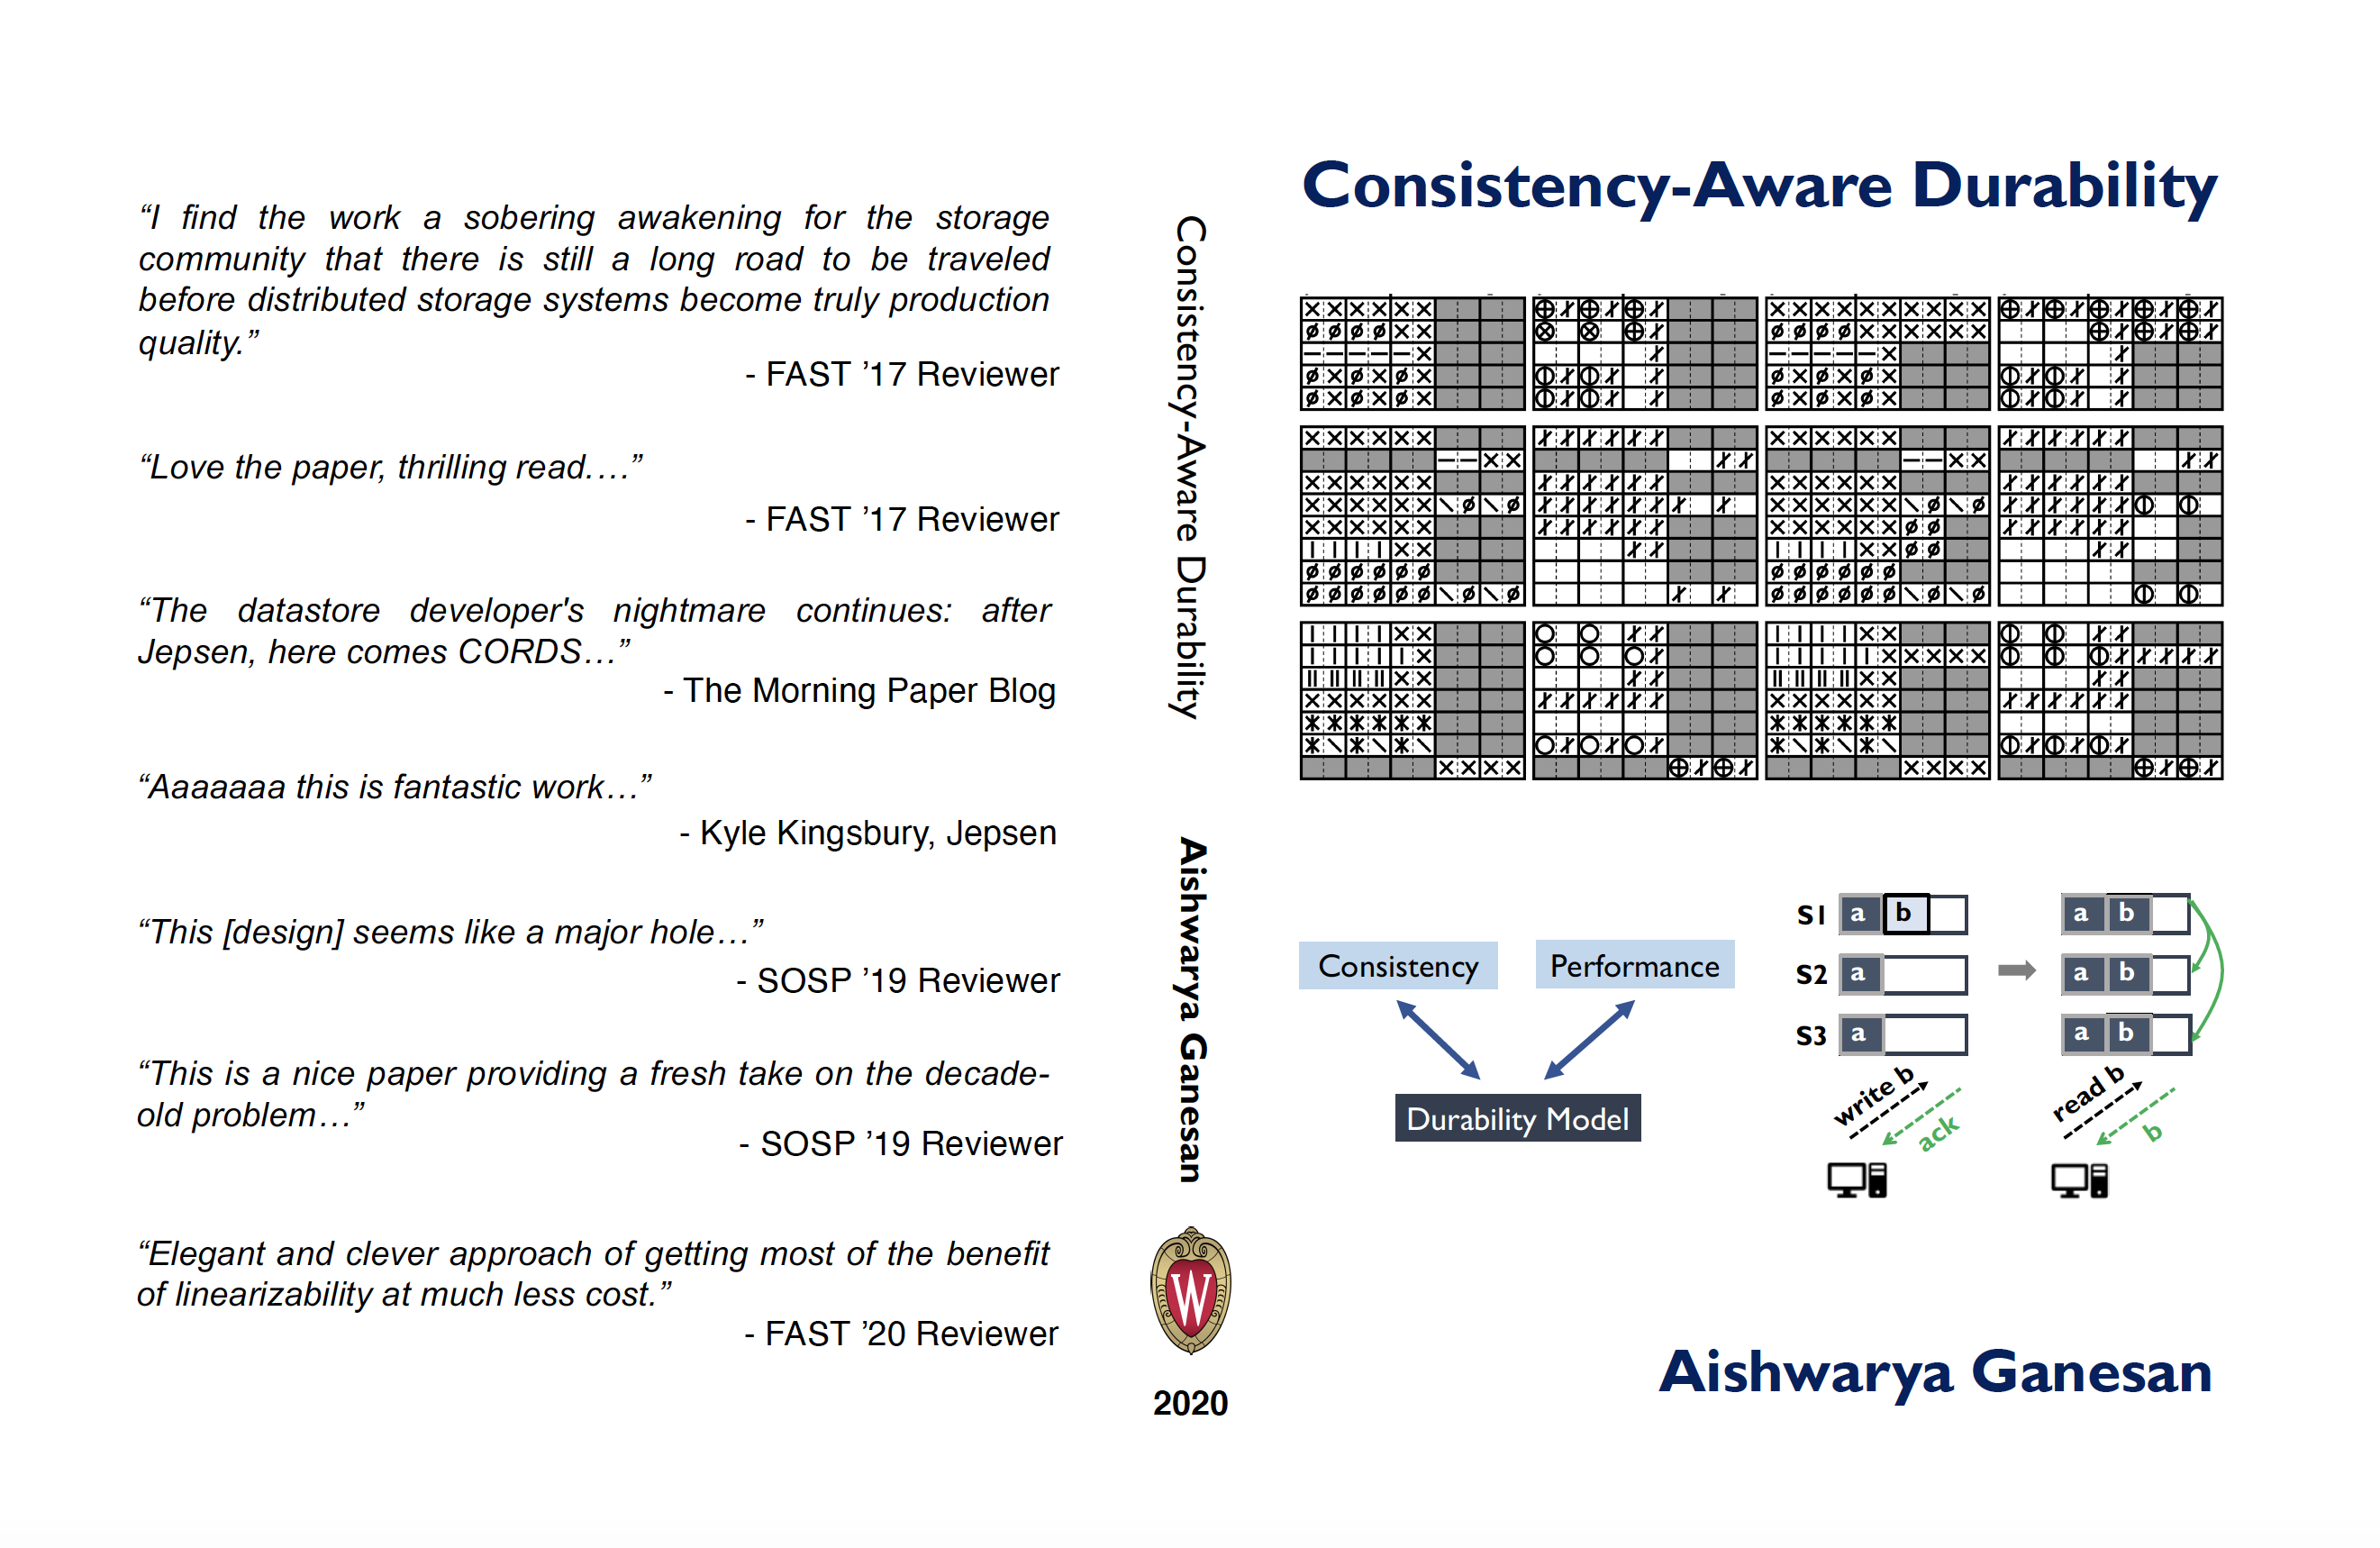 “I find the work a sobering awakening for the storage
community that there is still a long road to be traveled
before distributed storage systems become truly production
quality.”
- FAST ’17 Reviewer
“Love the paper, thrilling read….”
- FAST ’17 Reviewer
“The datastore developer's nightmare continues: after
Jepsen, here comes CORDS…”
- The Morning Paper Blog
“Aaaaaaa this is fantastic work…”
- Kyle Kingsbury, Jepsen
“This [design] seems like a major hole…”
- SOSP ’19 Reviewer
“This is a nice paper providing a fresh take on the decade-
old problem…”
- SOSP ’19 Reviewer
“Elegant and clever approach of getting most of the benefit
of linearizability at much less cost.”
- FAST ’20 Reviewer
Consistency-Aware Durability
Aishwarya Ganesan
W
2020
Consistency-Aware Durability
Consistency
Performance
Durability Model
S1 a b
S2 a
S3 a
write b
ack
a b
a b
a b
read b
b
Aishwarya Ganesan